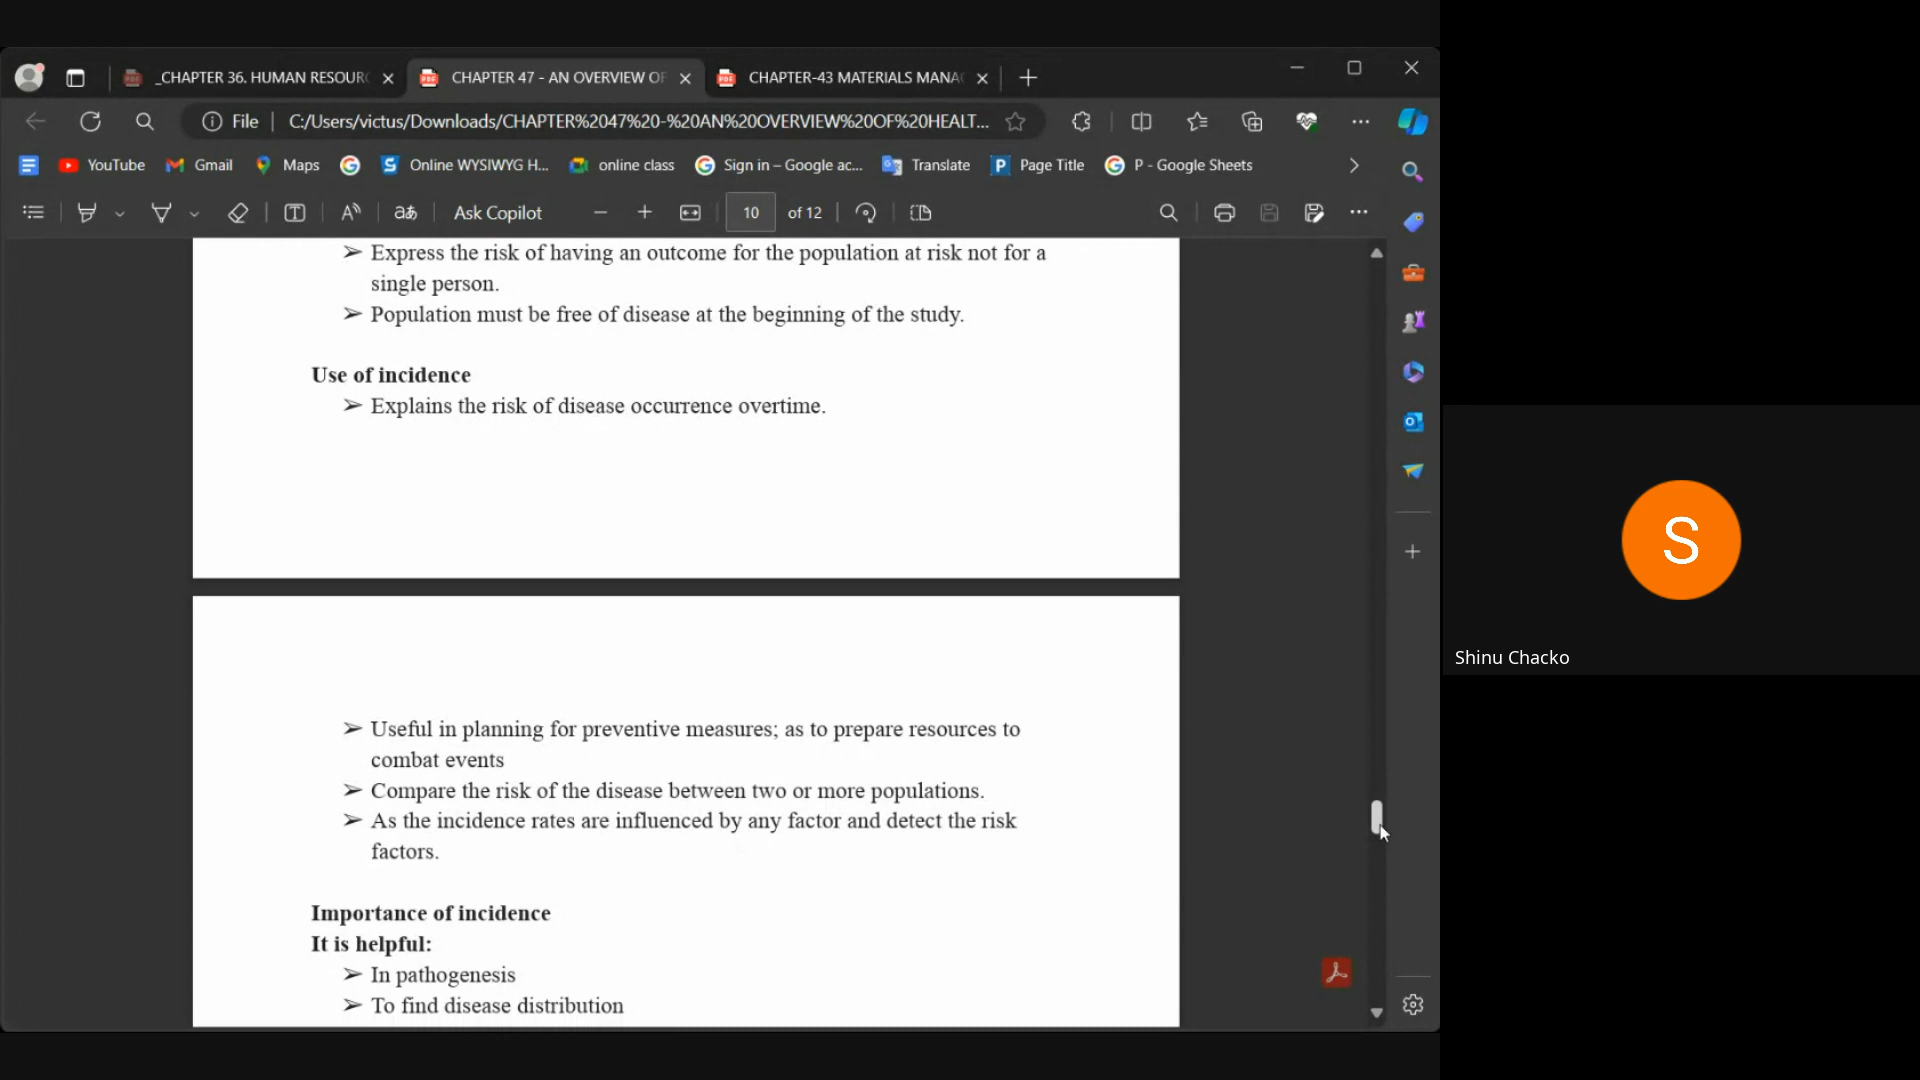 _CHAPTER 36. HUMAN RESOUR
CHAPTER 47 - AN OVERVIEW OF
CHAPTER-43 MATERIALS MANA
File
C:/Users/victus/Downloads/CHAPTER%2047%20-%20AN%20OVERVIEW%20OF%20HEALT...
YouTube
Gmail
Maps
Online WYSIWYG H...
online class
Sign in – Google ac...
Translate
Page Title
P - Google Sheets
Ask Copilot
10 of 12
➢ Express the risk of having an outcome for the population at risk not for a
single person.
➢ Population must be free of disease at the beginning of the study.
Use of incidence
➢ Explains the risk of disease occurrence overtime.
➢ Useful in planning for preventive measures; as to prepare resources to
combat events
➢ Compare the risk of the disease between two or more populations.
➢ As the incidence rates are influenced by any factor and detect the risk
factors.
Importance of incidence
It is helpful:
➢ In pathogenesis
➢ To find disease distribution
S
Shinu Chacko